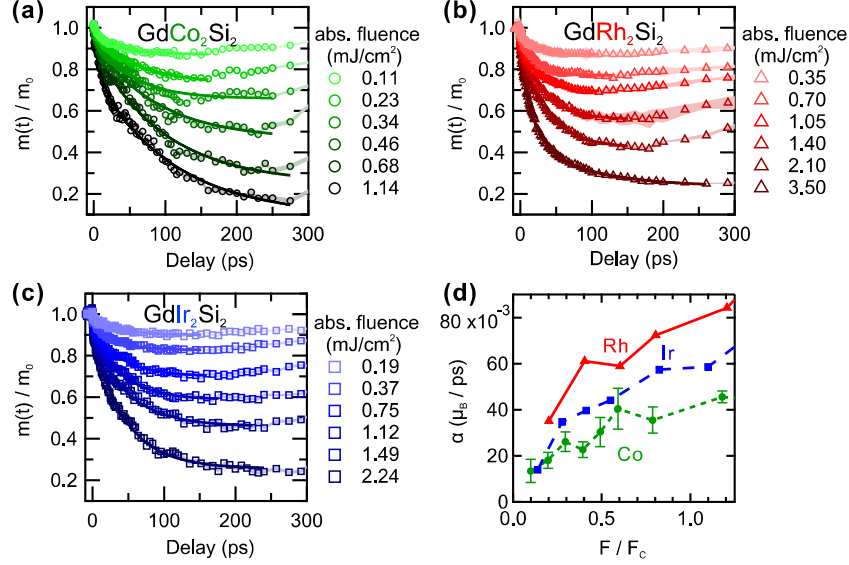 (a)
GdCo₂Si₂
abs. fluence
(mJ/cm²)
0.11
0.23
0.34
0.46
0.68
1.14
m(t) / m₀
1.0
0.8
0.6
0.4
0.2
0
100
200
300
Delay (ps)
(b)
GdRh₂Si₂
abs. fluence
(mJ/cm²)
0.35
0.70
1.05
1.40
2.10
3.50
m(t) / m₀
1.0
0.8
0.6
0.4
0.2
0
100
200
300
Delay (ps)
(c)
GdIr₂Si₂
abs. fluence
(mJ/cm²)
0.19
0.37
0.75
1.12
1.49
2.24
m(t) / m₀
1.0
0.8
0.6
0.4
0.2
0
100
200
300
Delay (ps)
(d)
80 x10⁻³
60
40
20
0
α (μ_B / ps)
Rh
Ir
Co
0.0
0.5
1.0
F / F_C